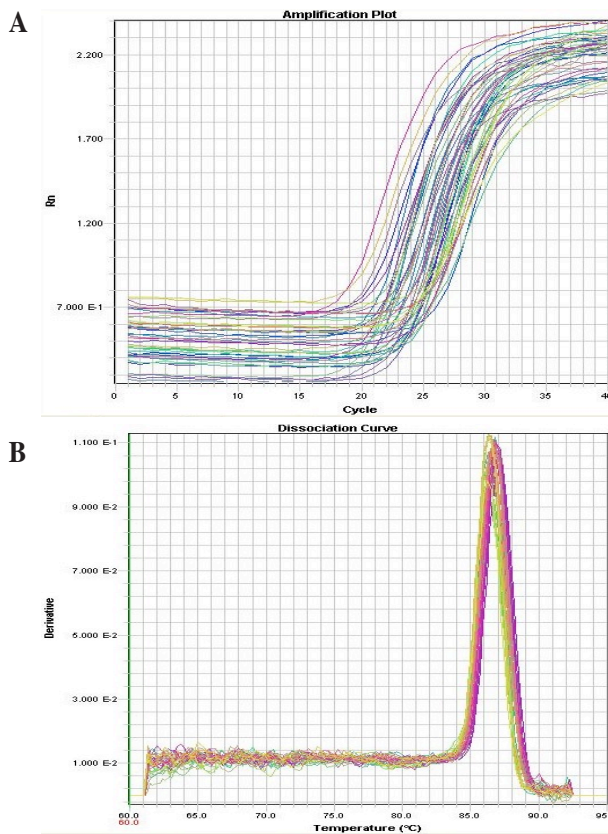 A
Amplification Plot
2.200
1.700
1.200
7.000 E-1
Rn
0 5 10 15 20 25 30 35 40
Cycle
B
Dissociation Curve
1.100 E-1
9.000 E-2
7.000 E-2
5.000 E-2
3.000 E-2
1.000 E-2
Derivative
60.0 65.0 70.0 75.0 80.0 85.0 90.0 95
60.0
Temperature (°C)